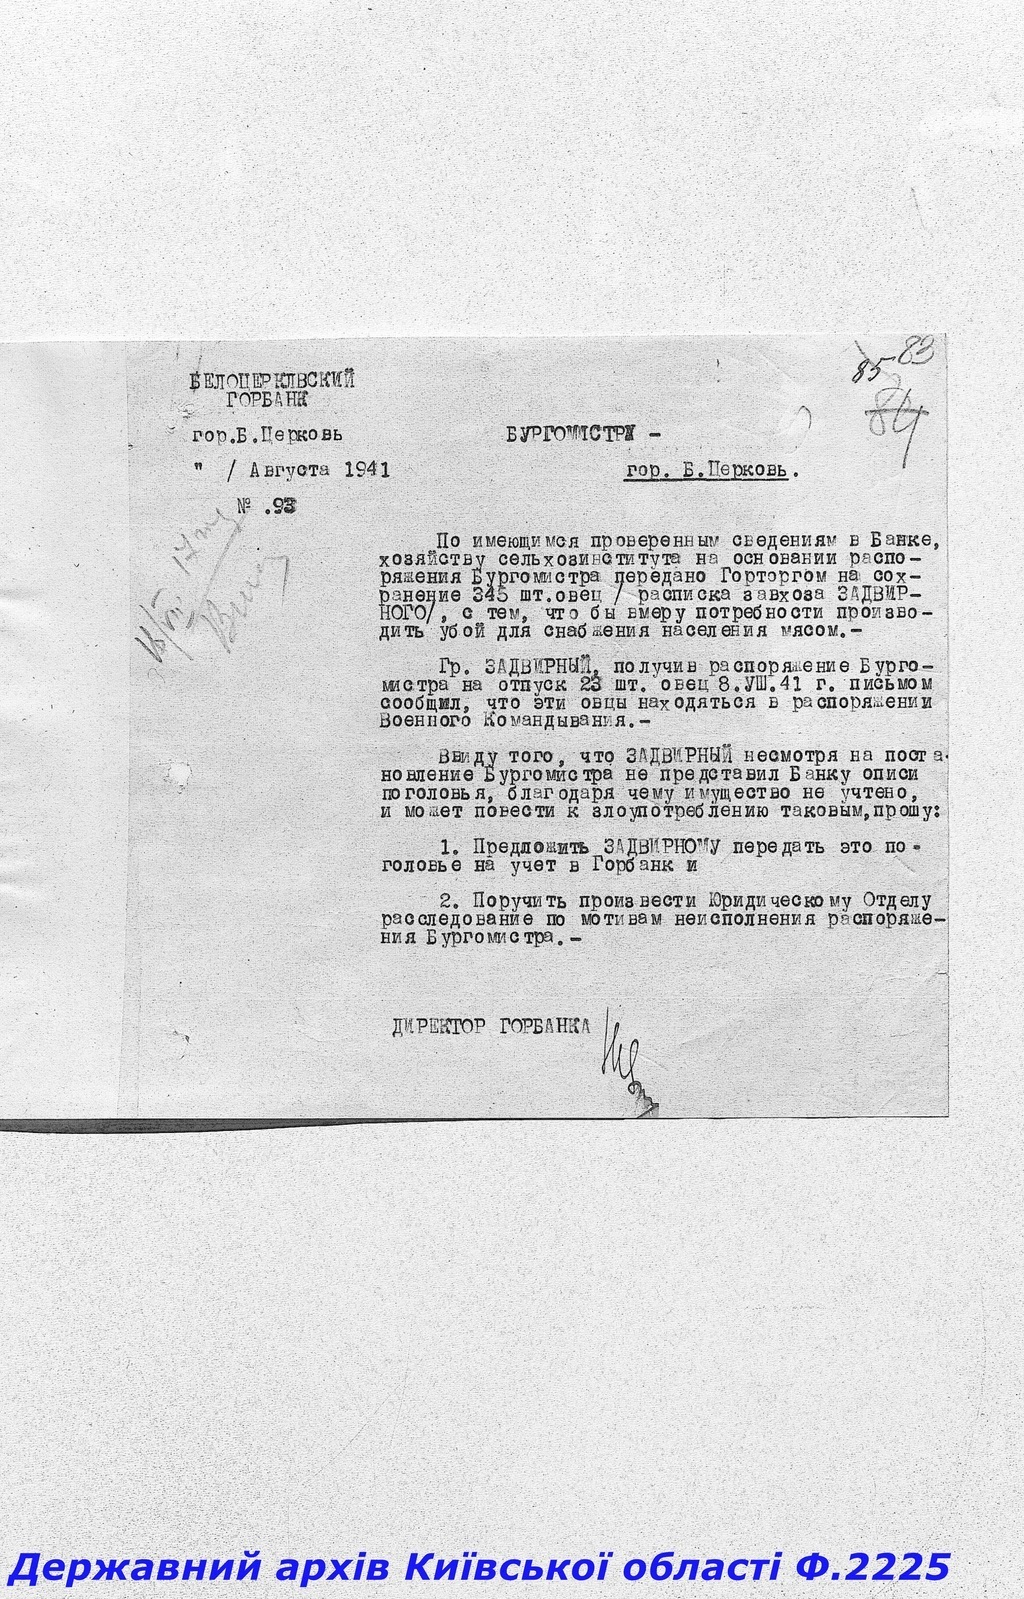 83
85
84
БЕЛОЦЕРКЛВСКИЙ
ГОРБАНК
гор.Б.Церковь
БУРГОМИСТРУ –
" / Августа 1941
гор. Б.Церковь.
№ .93
По имеющимся проверенным сведениям в Банке,
хозяйству сельхозинститута на основании распо-
ряжения Бургомистра передано Горторгом на сох-
ранение 345 шт.овец / расписка завхоза ЗАДВИР-
НОГО/, с тем, что бы вмеру потребности произво-
дить убой для снабжения населения мясом.-
Гр. ЗАДВИРНЫЙ, получив распоряжение Бурго-
мистра на отпуск 23 шт. овец 8.УШ.41 г. письмом
сообщил, что эти овцы находяться в распоряжении
Военного Командывания.-
Ввиду того, что ЗАДВИРНЫЙ несмотря на поста-
новление Бургомистра не представил Банку описи
поголовья, благодаря чему имущество не учтено,
и может повести к злоупотреблению таковым,прошу:
1. Предложить ЗАДВИРНОМУ передать это по-
головье на учет в Горбанк и
2. Поручить произвести Юридическому Отделу
расследование по мотивам неисполнения распоряже-
ния Бургомистра.-
ДИРЕКТОР ГОРБАНКА
Державний архів Київської області Ф.2225